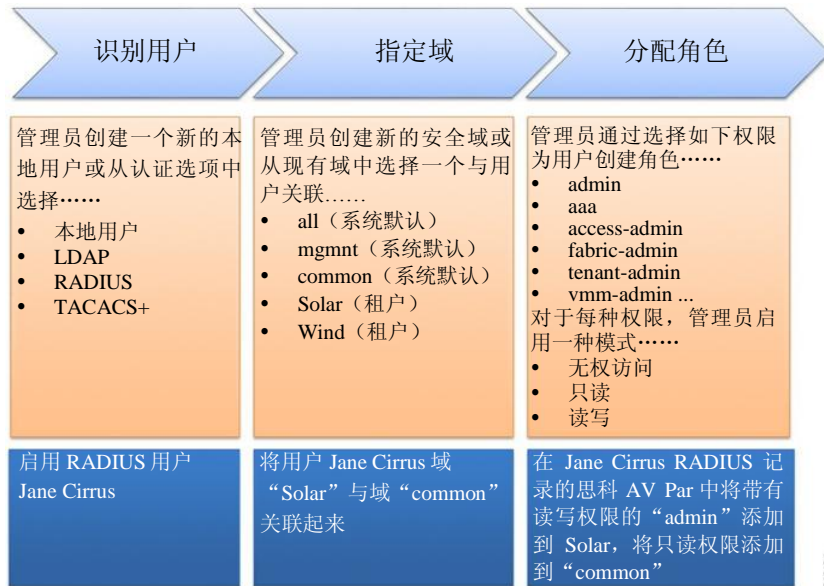 识别用户
指定域
分配角色
管理员创建一个新的本
地用户或从认证选项中
选择……
• 本地用户
• LDAP
• RADIUS
• TACACS+
管理员创建新的安全域或
从现有域中选择一个与用
户关联……
• all（系统默认）
• mgmnt（系统默认）
• common（系统默认）
• Solar（租户）
• Wind（租户）
管理员通过选择如下权限
为用户创建角色……
• admin
• aaa
• access-admin
• fabric-admin
• tenant-admin
• vmm-admin ...
对于每种权限，管理员启
用一种模式……
• 无权访问
• 只读
• 读写
启用 RADIUS 用户
Jane Cirrus
将用户 Jane Cirrus 域
“Solar”与域“common”
关联起来
在 Jane Cirrus RADIUS 记
录的思科 AV Par 中将带有
读写权限的“admin”添加
到 Solar，将只读权限添加
到“common”